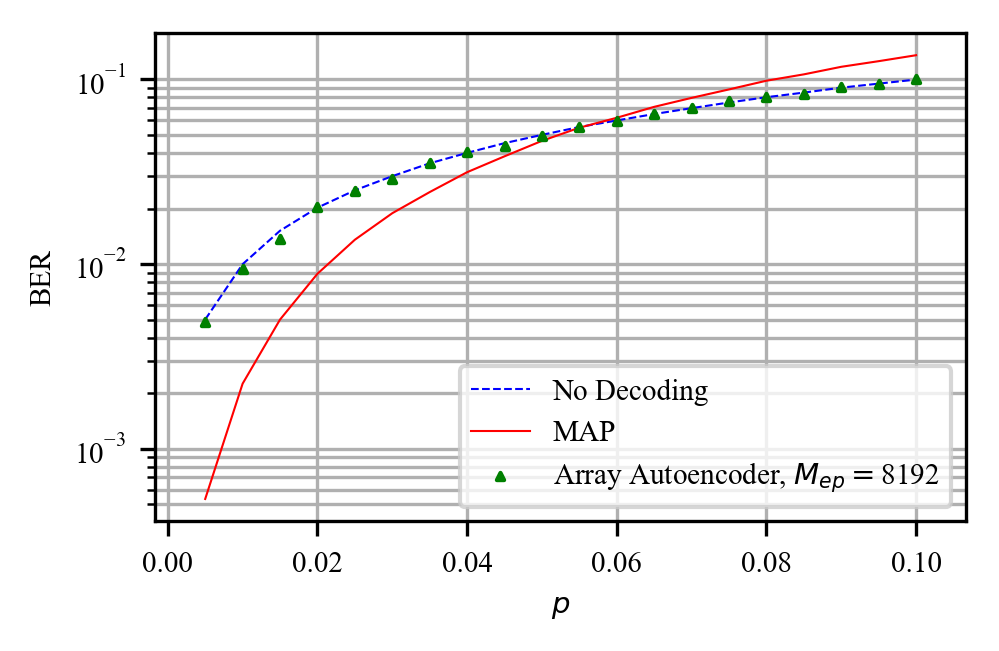 BER
10⁻¹
10⁻²
10⁻³
No Decoding
MAP
Array Autoencoder, M_ep = 8192
0.00 0.02 0.04 0.06 0.08 0.10
p